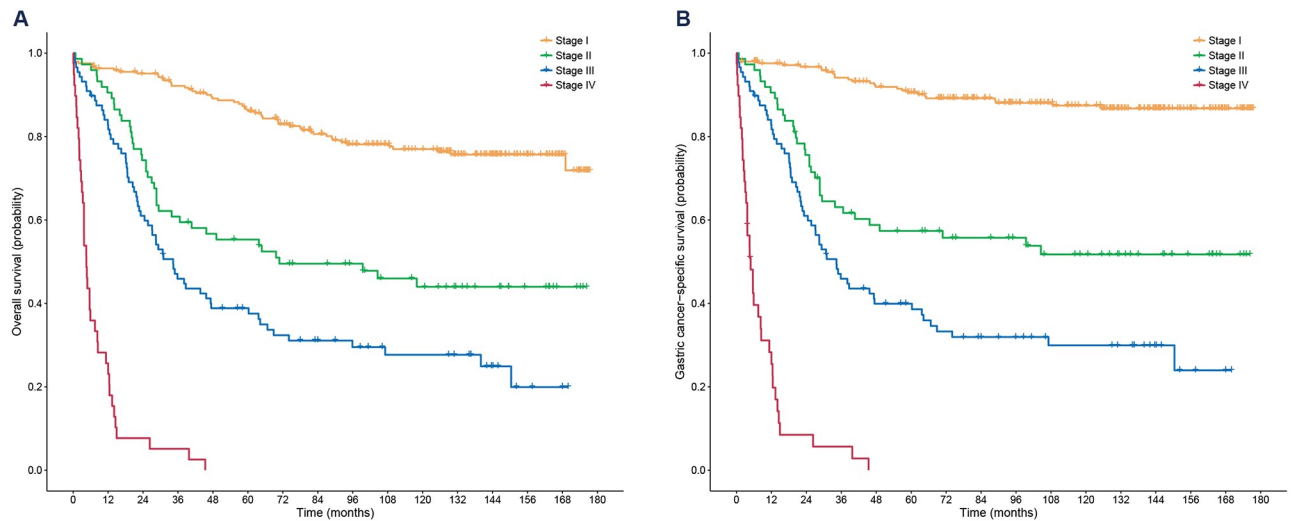 A
Overall survival (probability)
1.0
0.8
0.6
0.4
0.2
0.0
Stage I
Stage II
Stage III
Stage IV
0 12 24 36 48 60 72 84 96 108 120 132 144 156 168 180
Time (months)
B
Gastric cancer−specific survival (probability)
1.0
0.8
0.6
0.4
0.2
0.0
Stage I
Stage II
Stage III
Stage IV
0 12 24 36 48 60 72 84 96 108 120 132 144 156 168 180
Time (months)